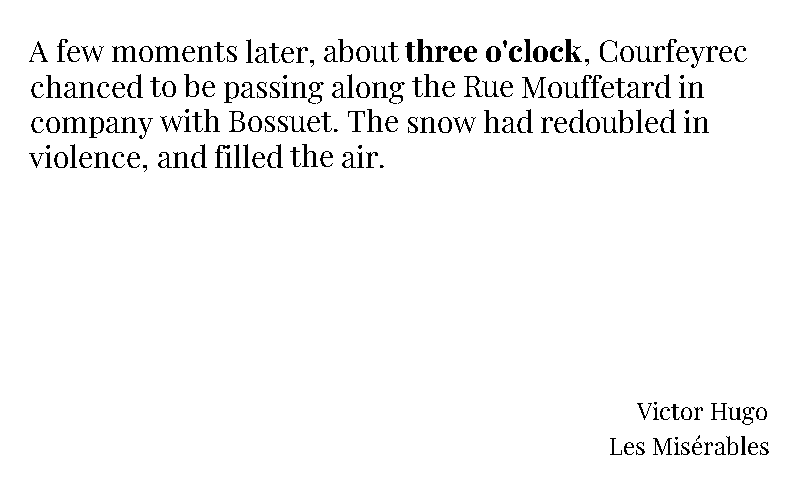 A few moments later, about three o'clock, Courfeyrec
chanced to be passing along the Rue Mouffetard in
company with Bossuet. The snow had redoubled in
violence, and filled the air.
Victor Hugo
Les Misérables